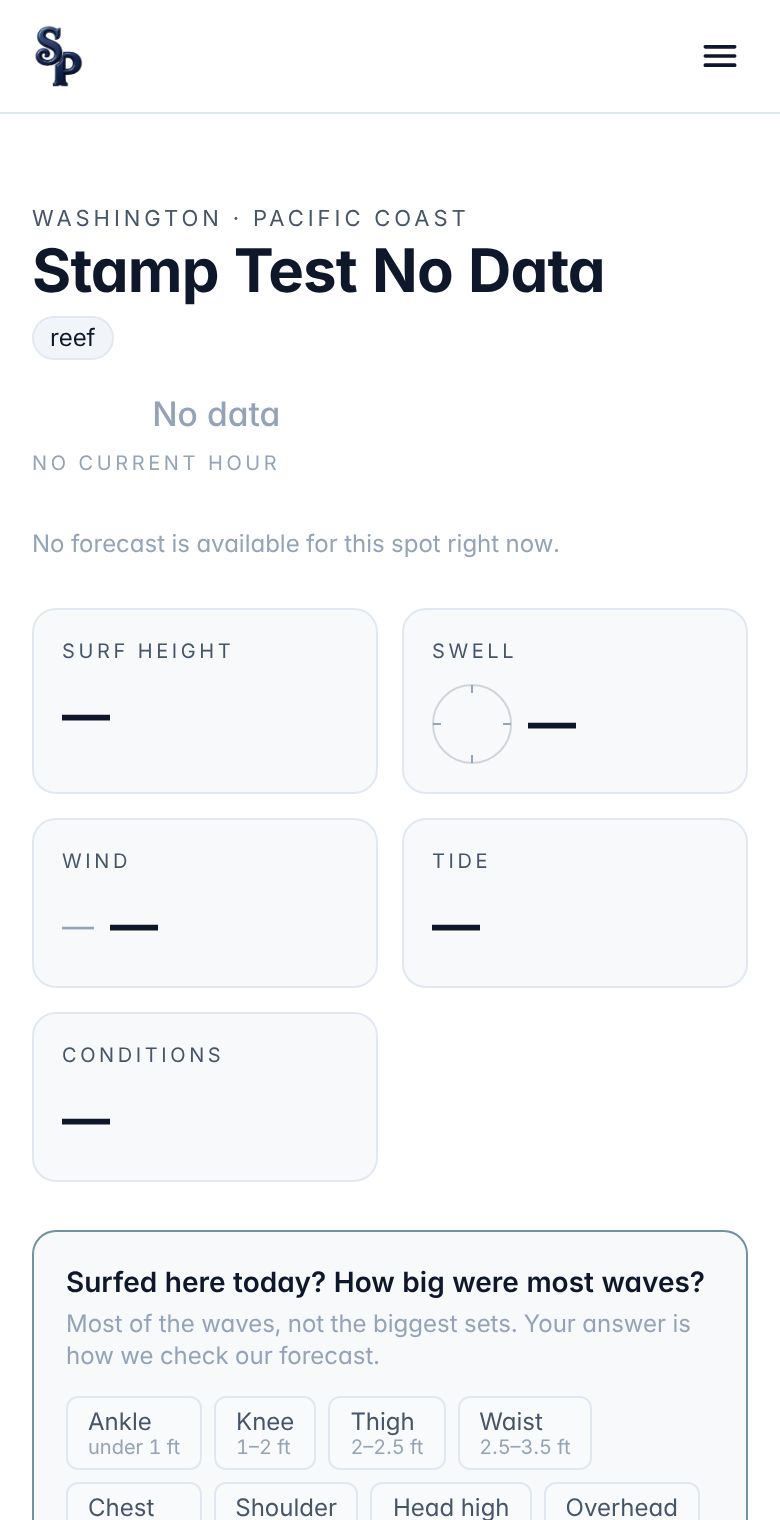 SP
WASHINGTON · PACIFIC COAST
Stamp Test No Data
reef
No data
NO CURRENT HOUR
No forecast is available for this spot right now.
SURF HEIGHT
—
SWELL
—
WIND
— —
TIDE
—
CONDITIONS
—
Surfed here today? How big were most waves?
Most of the waves, not the biggest sets. Your answer is
how we check our forecast.
Ankle
under 1 ft
Knee
1–2 ft
Thigh
2–2.5 ft
Waist
2.5–3.5 ft
Chest
Shoulder
Head high
Overhead